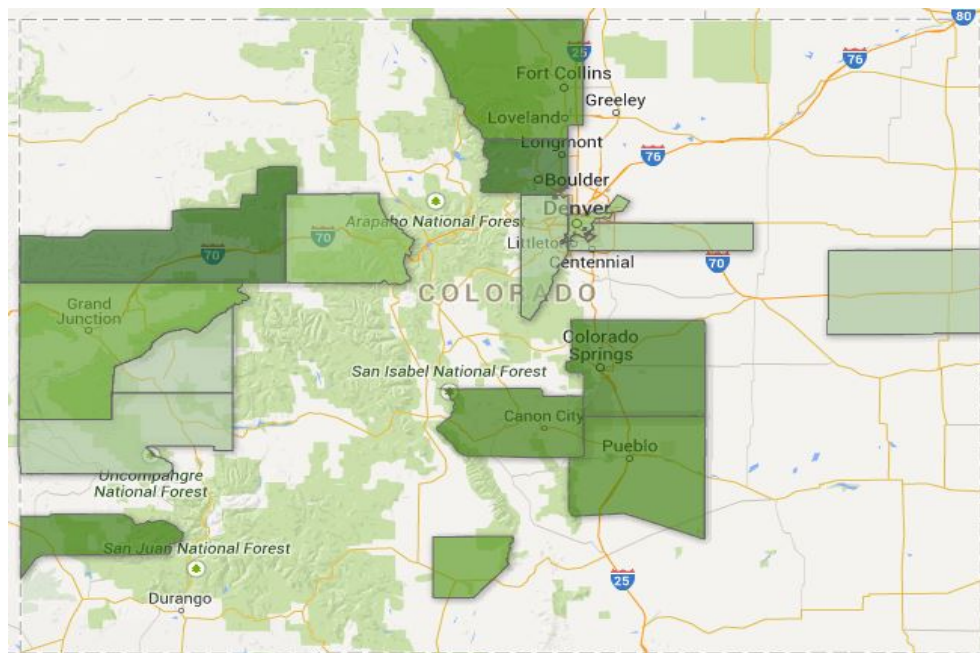 80
25
76
Fort Collins
Greeley
Loveland
Longmont
76
Boulder
Denver
Arapaho National Forest
70
70
Littleton
Centennial
70
COLORADO
Grand
Junction
Colorado
Springs
San Isabel National Forest
Canon City
Pueblo
Uncompahgre
National Forest
San Juan National Forest
25
Durango